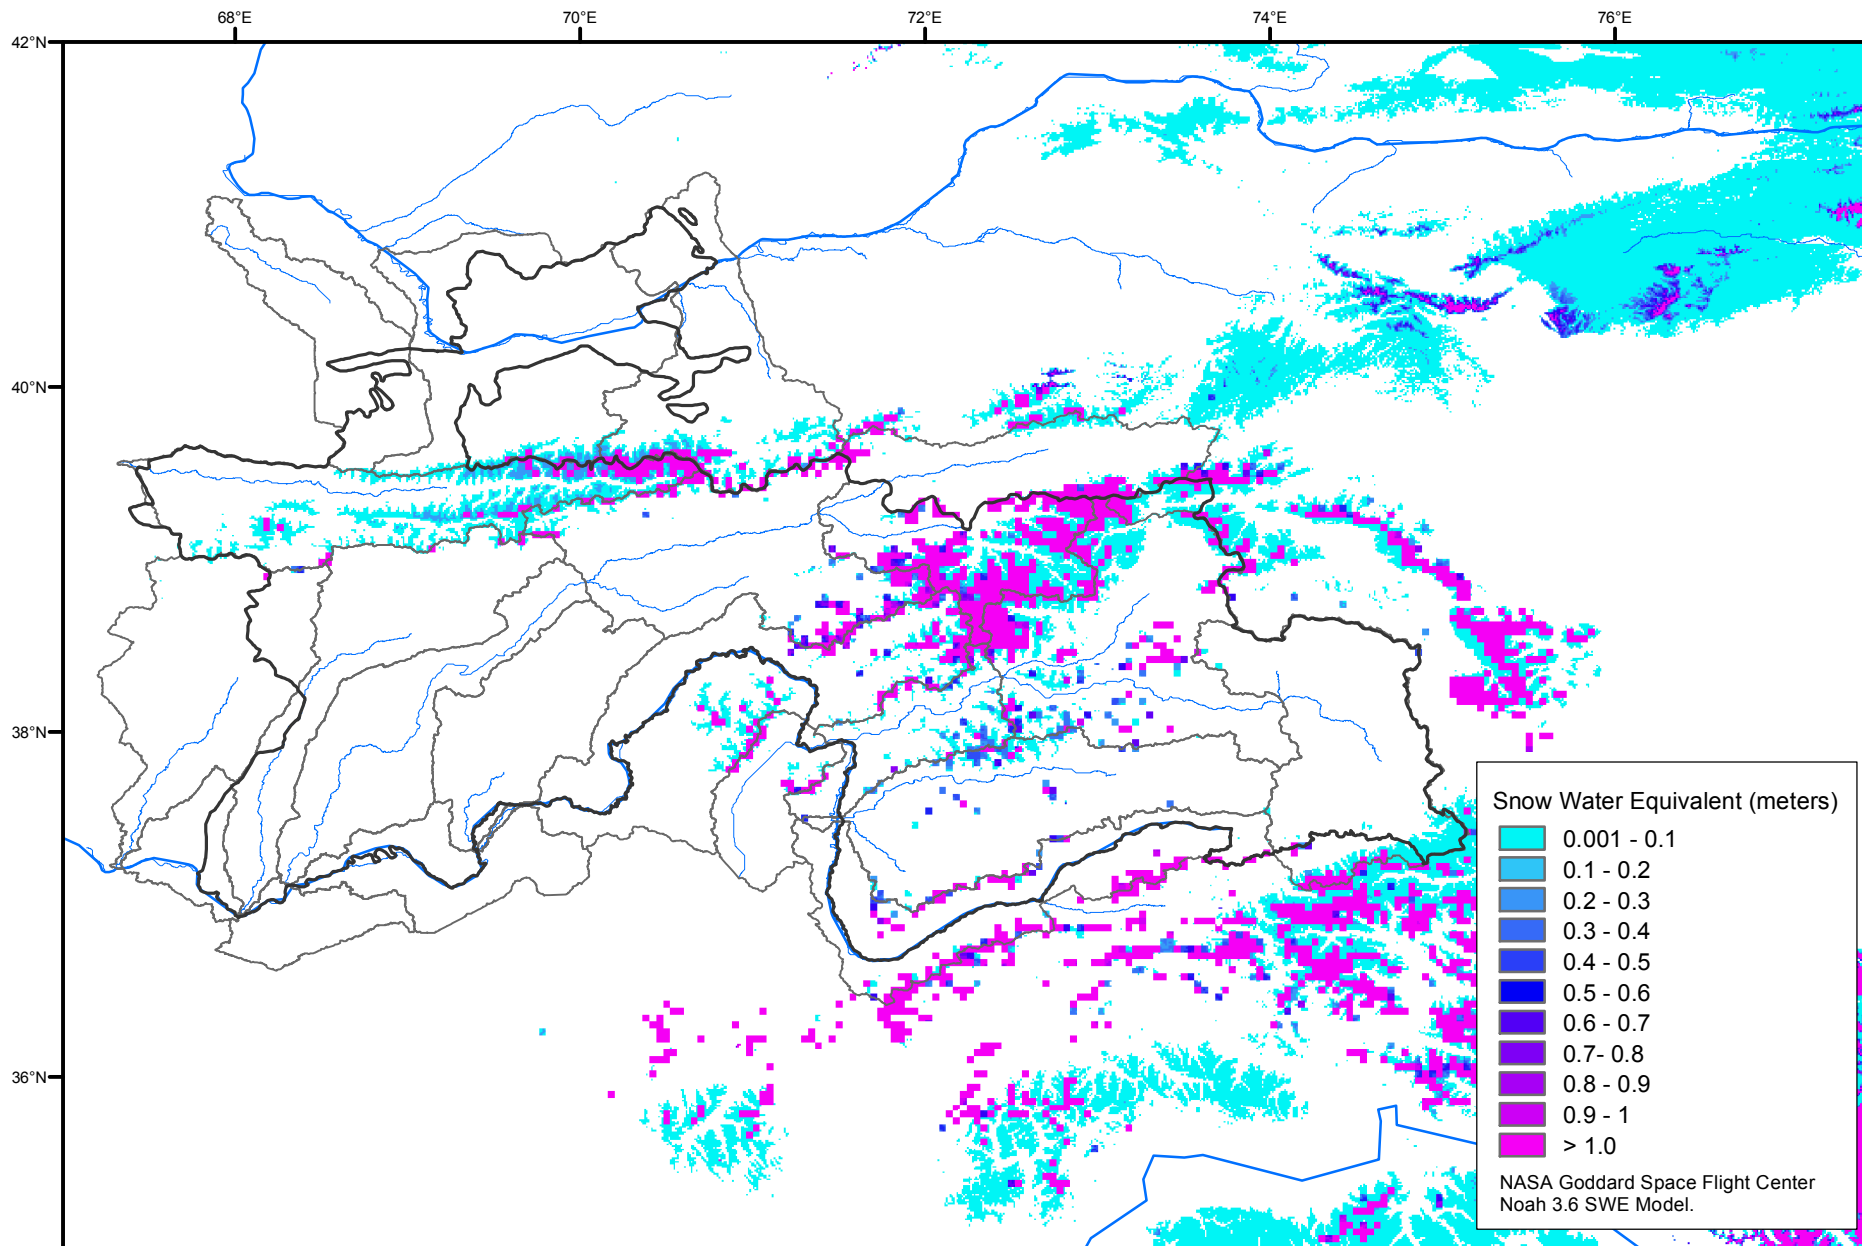 68°E
70°E
72°E
74°E
76°E
42°N
40°N
38°N
36°N
Snow Water Equivalent (meters)
0.001 - 0.1
0.1 - 0.2
0.2 - 0.3
0.3 - 0.4
0.4 - 0.5
0.5 - 0.6
0.6 - 0.7
0.7- 0.8
0.8 - 0.9
0.9 - 1
> 1.0
NASA Goddard Space Flight Center
Noah 3.6 SWE Model.